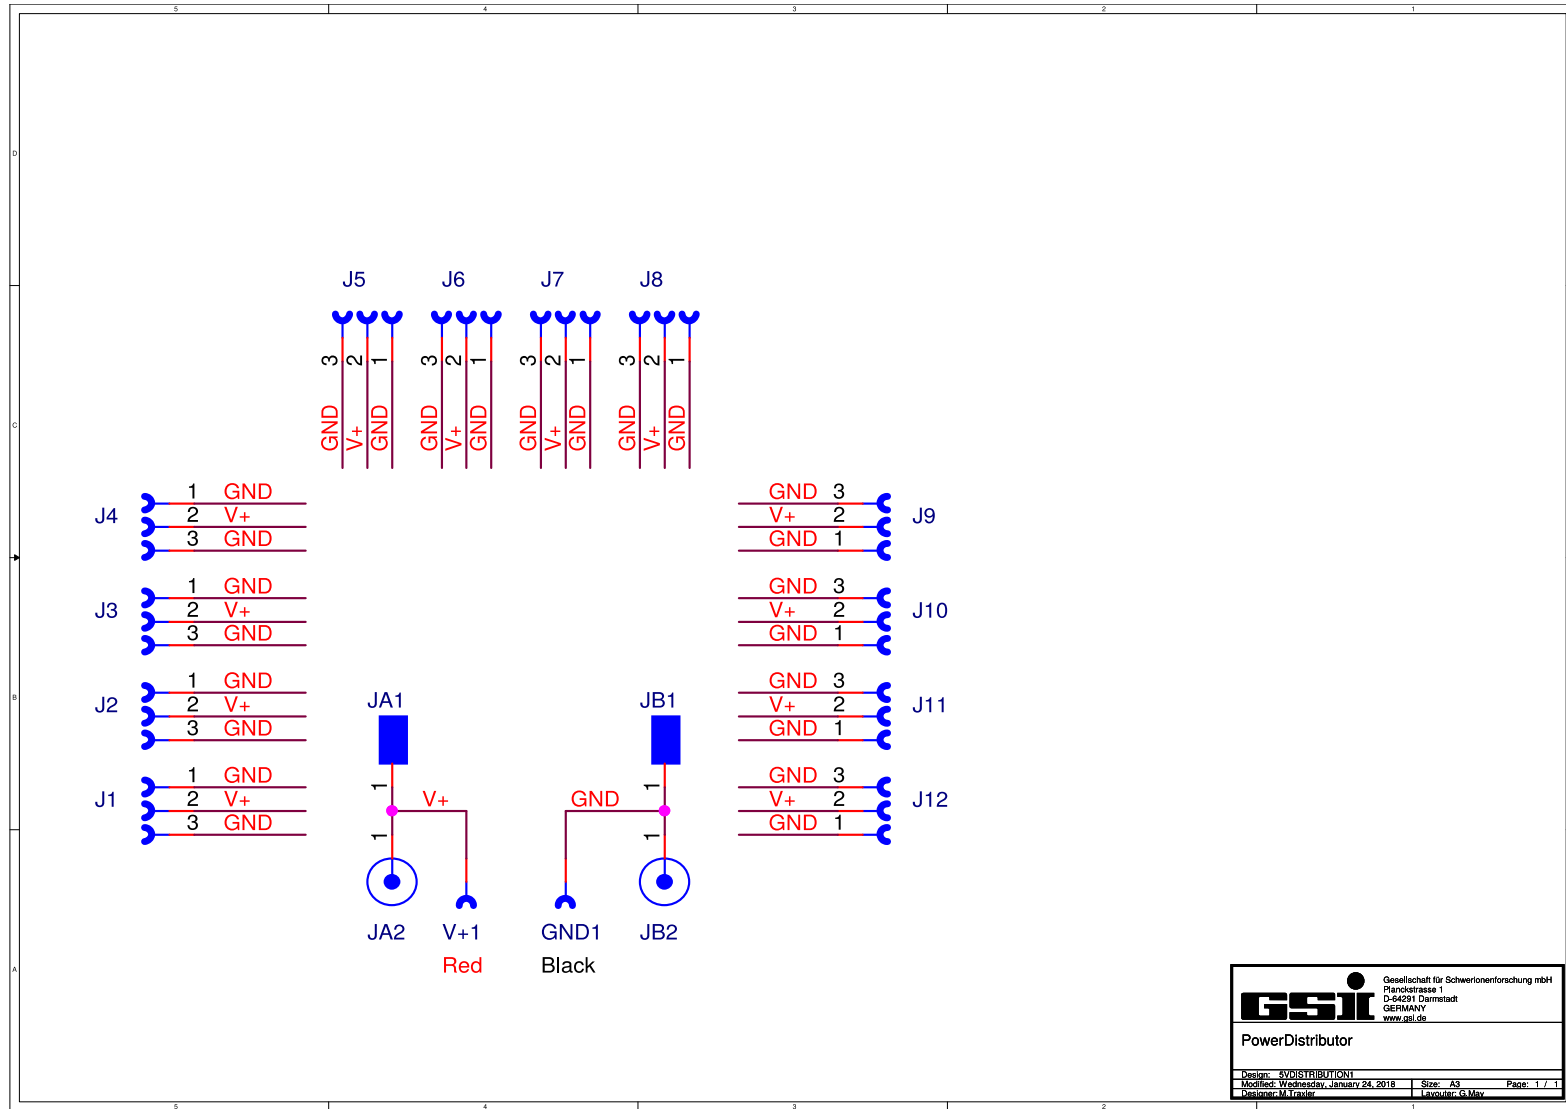 5 4 3 2 1
D
C
B
A
J5 J6 J7 J8
3 2 1 3 2 1 3 2 1 3 2 1
GND V+ GND GND V+ GND GND V+ GND GND V+ GND
J4
1 GND
2 V+
3 GND
GND 3
V+ 2
GND 1
J9
J3
1 GND
2 V+
3 GND
GND 3
V+ 2
GND 1
J10
J2
1 GND
2 V+
3 GND
GND 3
V+ 2
GND 1
J11
J1
1 GND
2 V+
3 GND
GND 3
V+ 2
GND 1
J12
JA1 JB1
1 1
V+ GND
1 1
JA2 V+1 GND1 JB2
Red Black
GSI
Gesellschaft für Schwerionenforschung mbH
Planckstrasse 1
D-64291 Darmstadt
GERMANY
www.gsi.de
PowerDistributor
Design: 5VDISTRIBUTION1
Modified: Wednesday, January 24, 2018 Size: A3 Page: 1 / 1
Designer: M.Traxler Layouter: G.May
5 4 3 2 1